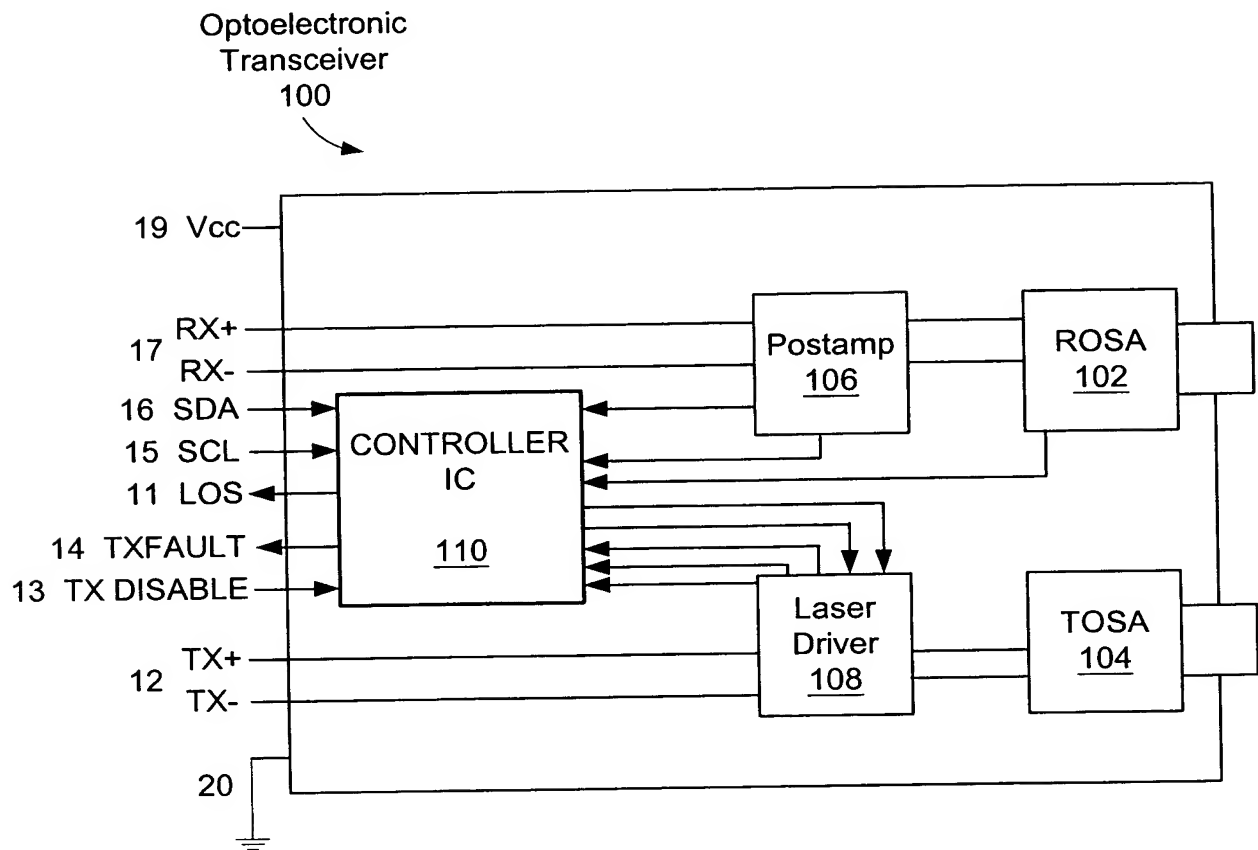 Optoelectronic
Transceiver
100
19 Vcc
17
RX+
RX-
16 SDA
15 SCL
11 LOS
14 TXFAULT
13 TX DISABLE
12
TX+
TX-
20
CONTROLLER
IC
110
Postamp
106
ROSA
102
Laser
Driver
108
TOSA
104